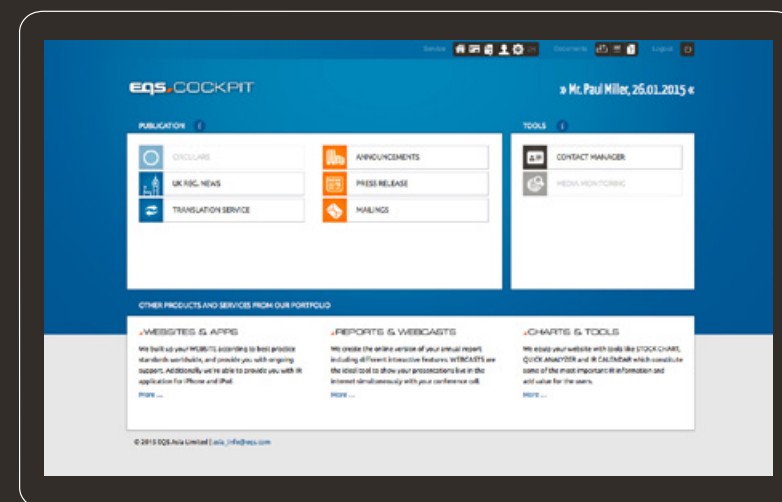 Service EN Documents Logout
EQS.COCKPIT
» Mr. Paul Miller, 26.01.2015 «
PUBLICATION i
TOOLS i
CIRCULARS
ANNOUNCEMENTS
CONTACT MANAGER
UK REG. NEWS
PRESS RELEASE
MEDIA MONITORING
TRANSLATION SERVICE
MAILINGS
OTHER PRODUCTS AND SERVICES FROM OUR PORTFOLIO
WEBSITES & APPS
We built up your WEBSITE according to best practice
standards worldwide, and provide you with ongoing
support. Additionally we're able to provide you with IR
application for iPhone and iPad.
More ...
REPORTS & WEBCASTS
We create the online version of your annual report
including different interactive features. WEBCASTS are
the ideal tool to show your presentations live in the
internet simultaneously with your conference call.
More ...
CHARTS & TOOLS
We equip your website with tools like STOCK CHART,
QUICK ANALYZER and IR CALENDAR which constitute
some of the most important IR information and
add value for the users.
More ...
© 2015 EQS Asia Limited | asia_info@eqs.com